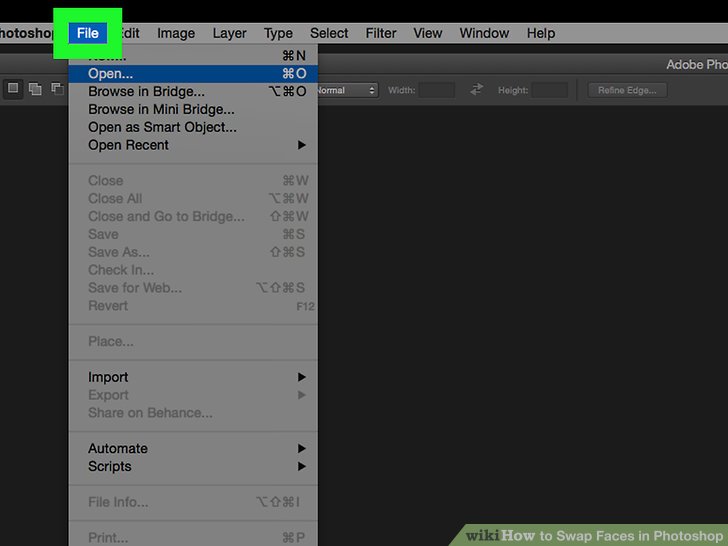 File Edit Image Layer Type Select Filter View Window Help
⌘N
Open... ⌘O
Adobe Pho
Browse in Bridge... ⌥⌘O
Normal Width: Height: Refine Edge...
Browse in Mini Bridge...
Open as Smart Object...
Open Recent
Close ⌘W
Close All ⌥⌘W
Close and Go to Bridge... ⇧⌘W
Save ⌘S
Save As... ⇧⌘S
Check In...
Save for Web... ⌥⇧⌘S
Revert F12
Place...
Import
Export
Share on Behance...
Automate
Scripts
File Info... ⌥⇧⌘I
Print... ⌘P
wikiHow to Swap Faces in Photoshop